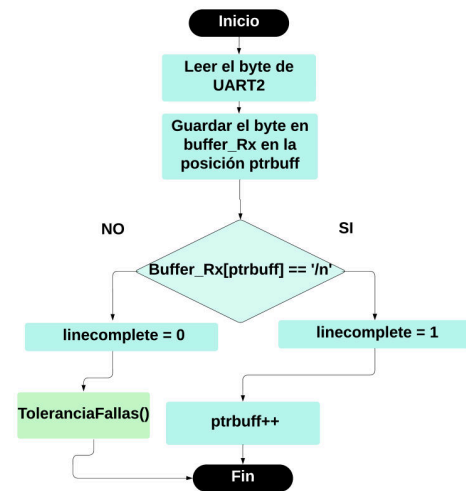 Inicio
Leer el byte de
UART2
Guardar el byte en
buffer_Rx en la
posición ptrbuff
NO
SI
Buffer_Rx[ptrbuff] == '/n'
linecomplete = 0
linecomplete = 1
ToleranciaFallas()
ptrbuff++
Fin